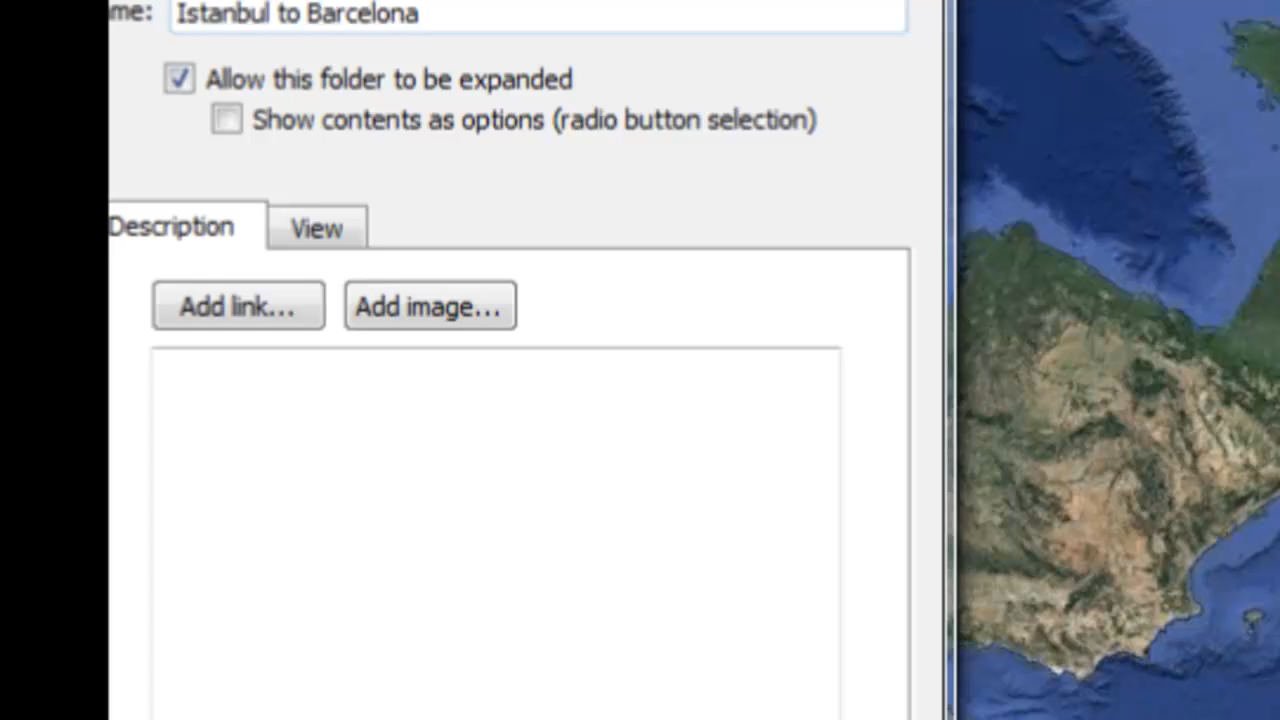 me: Istanbul to Barcelona
Allow this folder to be expanded
Show contents as options (radio button selection)
Description View
Add link... Add image...